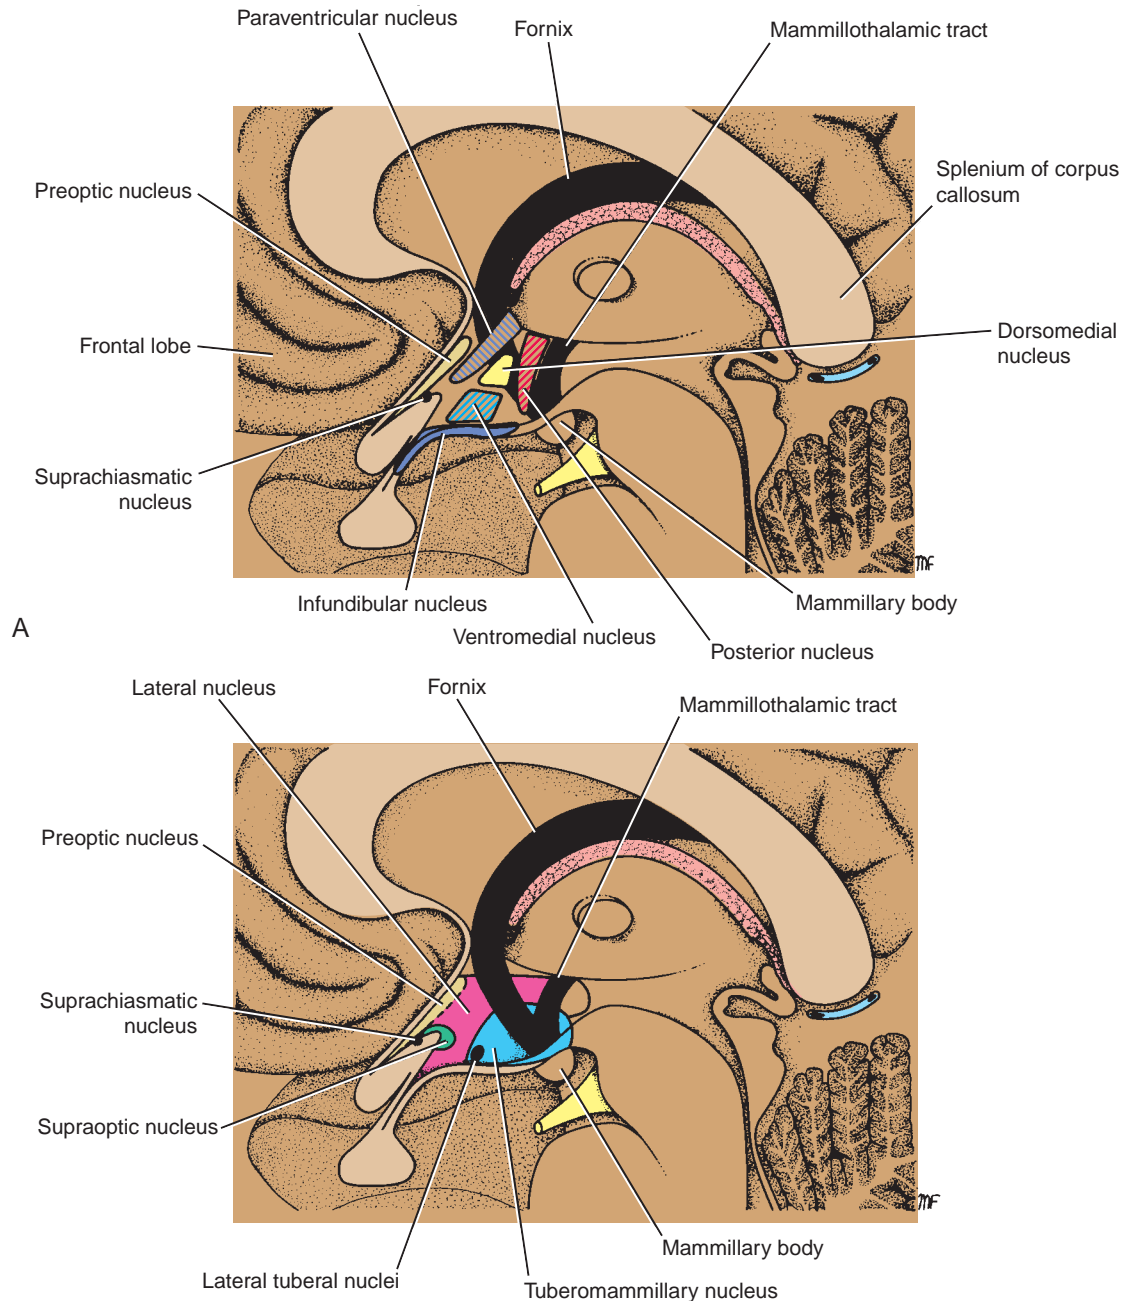 Paraventricular nucleus
Fornix
Mammillothalamic tract
Preoptic nucleus
Splenium of corpus
callosum
Frontal lobe
Dorsomedial
nucleus
Suprachiasmatic
nucleus
Infundibular nucleus
Mammillary body
A
Ventromedial nucleus
Posterior nucleus
Lateral nucleus
Fornix
Mammillothalamic tract
Preoptic nucleus
Suprachiasmatic
nucleus
Supraoptic nucleus
Mammillary body
Lateral tuberal nuclei
Tuberomammillary nucleus